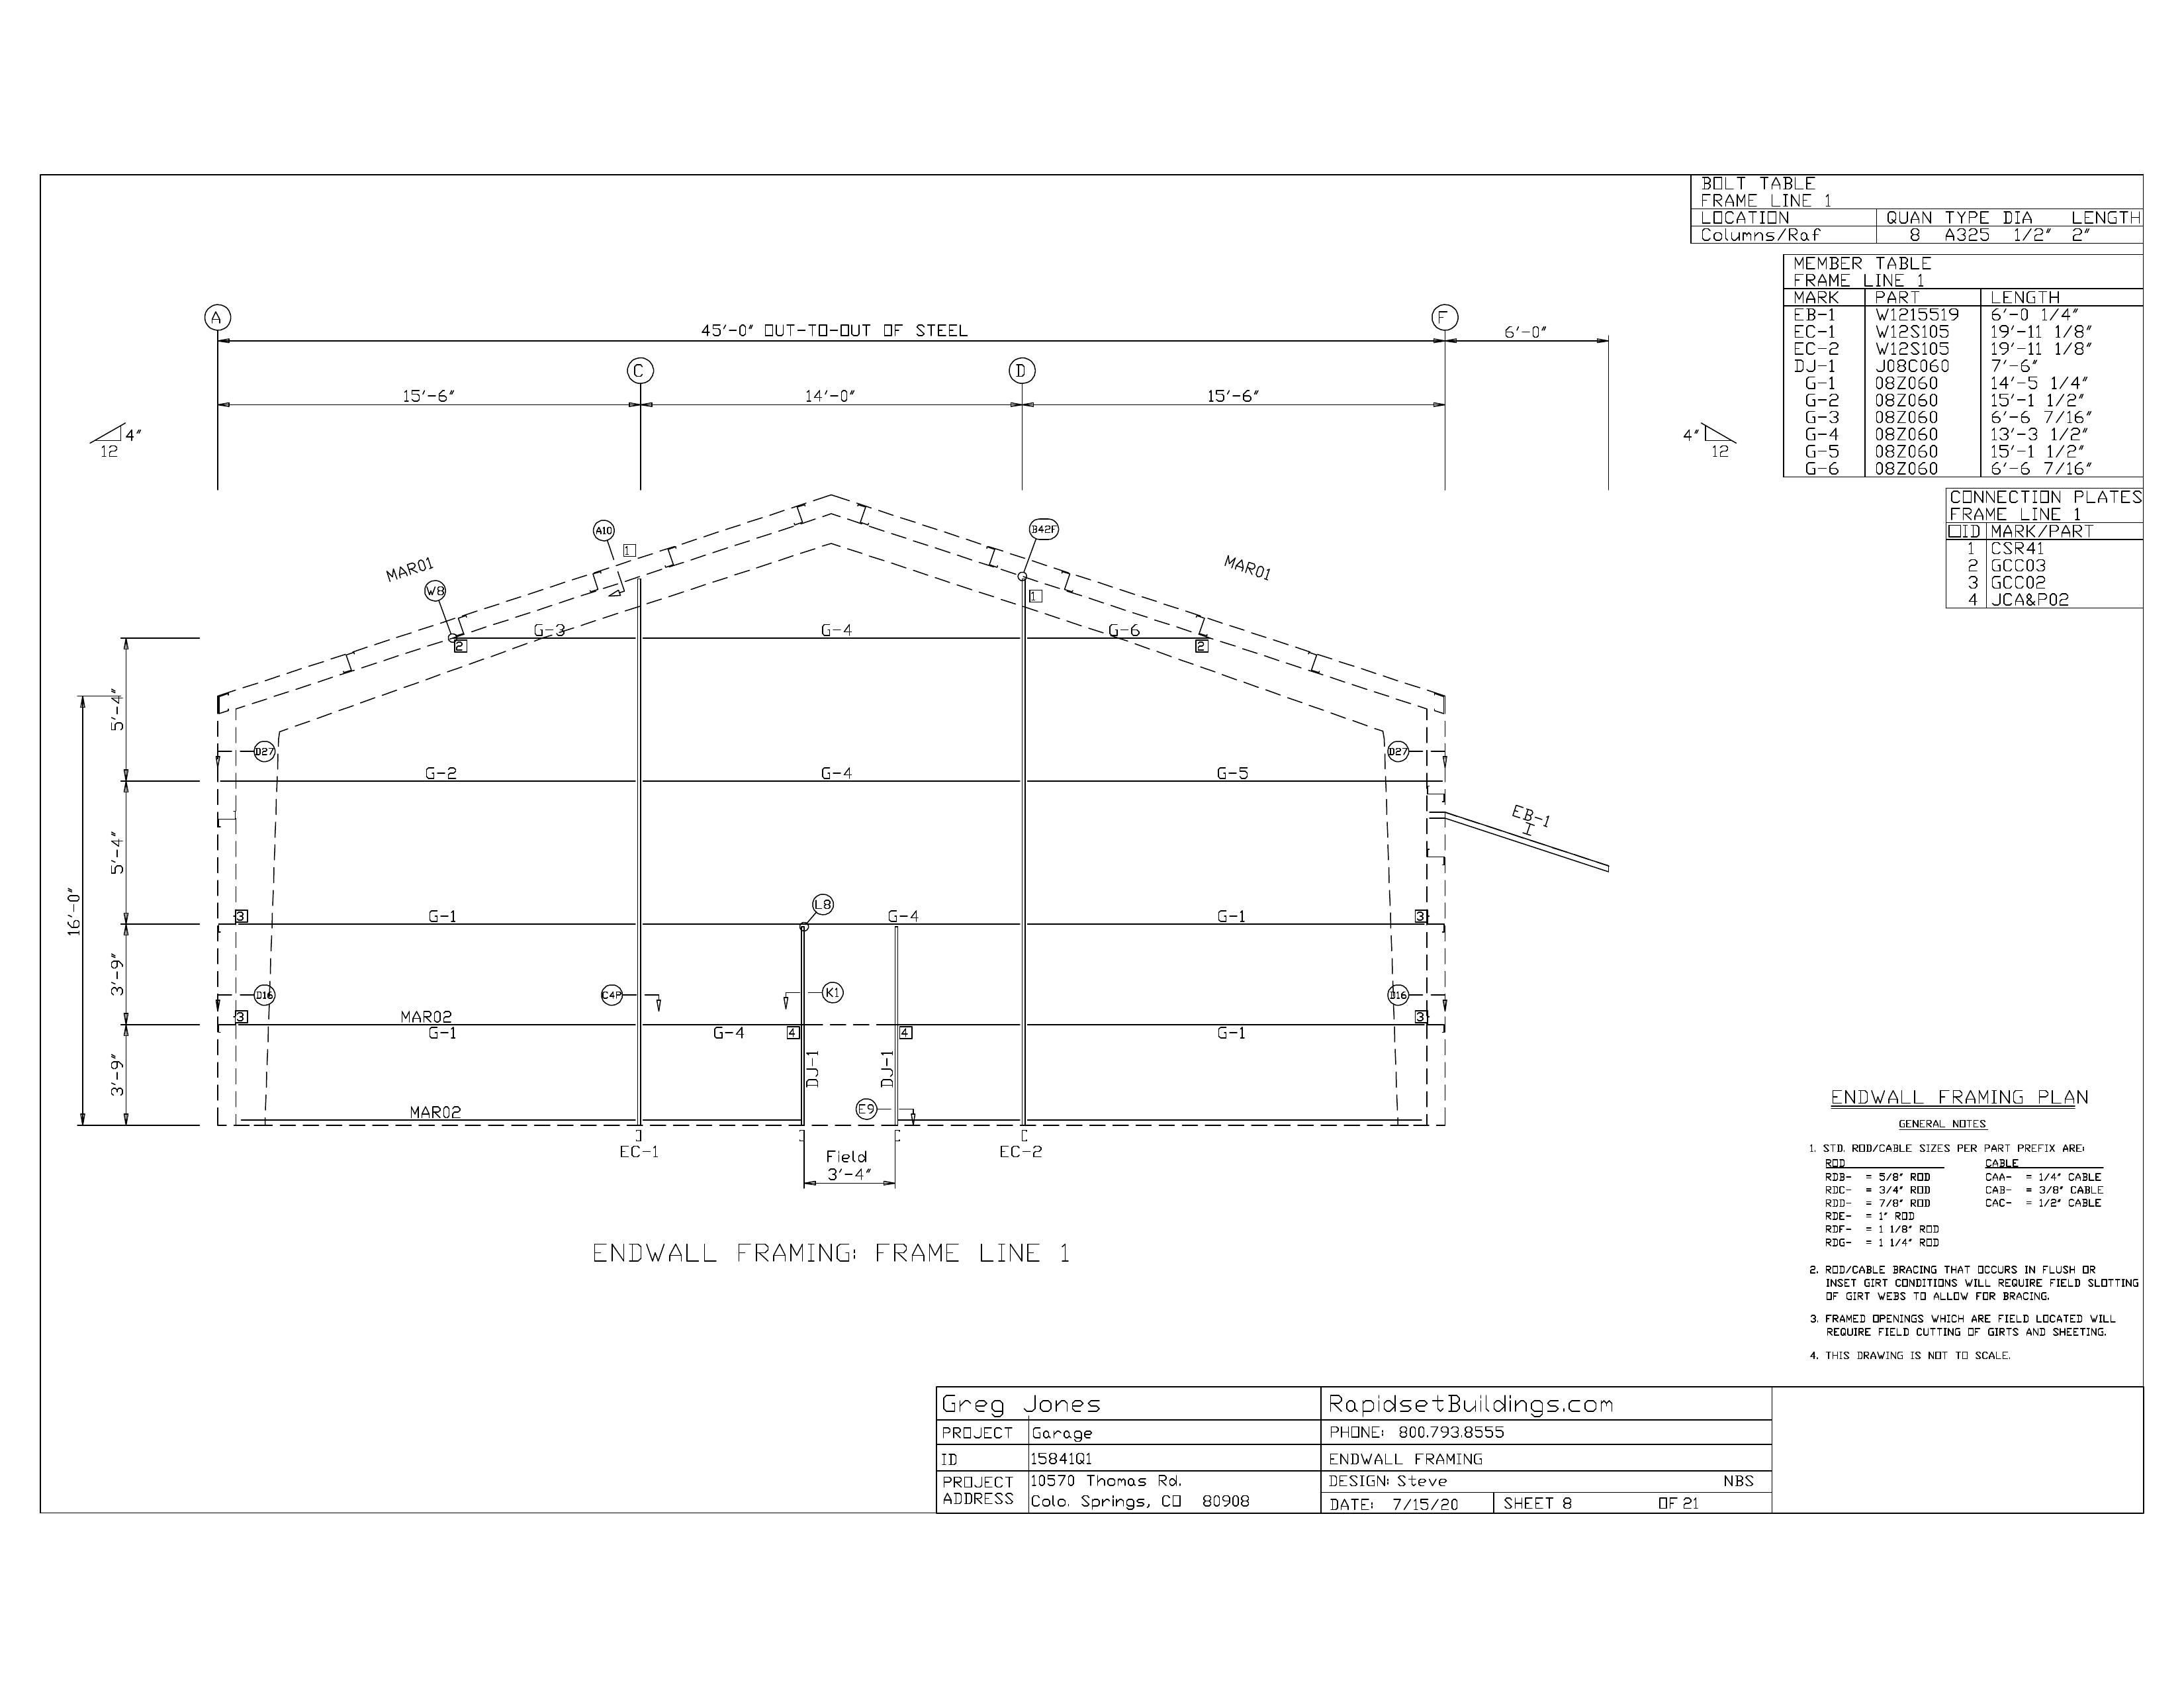 BOLT TABLE
FRAME LINE 1
LOCATION QUAN TYPE DIA LENGTH
Columns/Raf 8 A325 1/2" 2"
MEMBER TABLE
FRAME LINE 1
MARK PART LENGTH
EB-1 W1215519 6'-0 1/4"
EC-1 W12S105 19'-11 1/8"
EC-2 W12S105 19'-11 1/8"
DJ-1 J08C060 7'-6"
G-1 08Z060 14'-5 1/4"
G-2 08Z060 15'-1 1/2"
G-3 08Z060 6'-6 7/16"
G-4 08Z060 13'-3 1/2"
G-5 08Z060 15'-1 1/2"
G-6 08Z060 6'-6 7/16"
CONNECTION PLATES
FRAME LINE 1
□ID MARK/PART
1 CSR41
2 GCC03
3 GCC02
4 JCA&P02
A F
45'-0" OUT-TO-OUT OF STEEL 6'-0"
C D
15'-6" 14'-0" 15'-6"
4" 4"
12 12
A10 B42F
1
MAR01 MAR01
W8 1
G-3 G-4 G-6
2 2
5'-4"
D27 D27
G-2 G-4 G-5
EB-1
I
5'-4"
16'-0"
L8
3 G-1 G-4 G-1 3
3'-9"
D16 C4P K1 D16
3 MAR02 3
G-1 G-4 4 4 G-1
3'-9" DJ-1 DJ-1
MAR02 E9
EC-1 EC-2
Field
3'-4"
ENDWALL FRAMING: FRAME LINE 1
ENDWALL FRAMING PLAN
GENERAL NOTES
1. STD. ROD/CABLE SIZES PER PART PREFIX ARE:
ROD CABLE
RDB- = 5/8" ROD CAA- = 1/4" CABLE
RDC- = 3/4" ROD CAB- = 3/8" CABLE
RDD- = 7/8" ROD CAC- = 1/2" CABLE
RDE- = 1" ROD
RDF- = 1 1/8" ROD
RDG- = 1 1/4" ROD
2. ROD/CABLE BRACING THAT OCCURS IN FLUSH OR
INSET GIRT CONDITIONS WILL REQUIRE FIELD SLOTTING
OF GIRT WEBS TO ALLOW FOR BRACING.
3. FRAMED OPENINGS WHICH ARE FIELD LOCATED WILL
REQUIRE FIELD CUTTING OF GIRTS AND SHEETING.
4. THIS DRAWING IS NOT TO SCALE.
Greg Jones RapidsetBuildings.com
PROJECT Garage PHONE: 800.793.8555
ID 15841Q1 ENDWALL FRAMING
PROJECT 10570 Thomas Rd. DESIGN: Steve NBS
ADDRESS Colo. Springs, CO 80908 DATE: 7/15/20 SHEET 8 OF 21